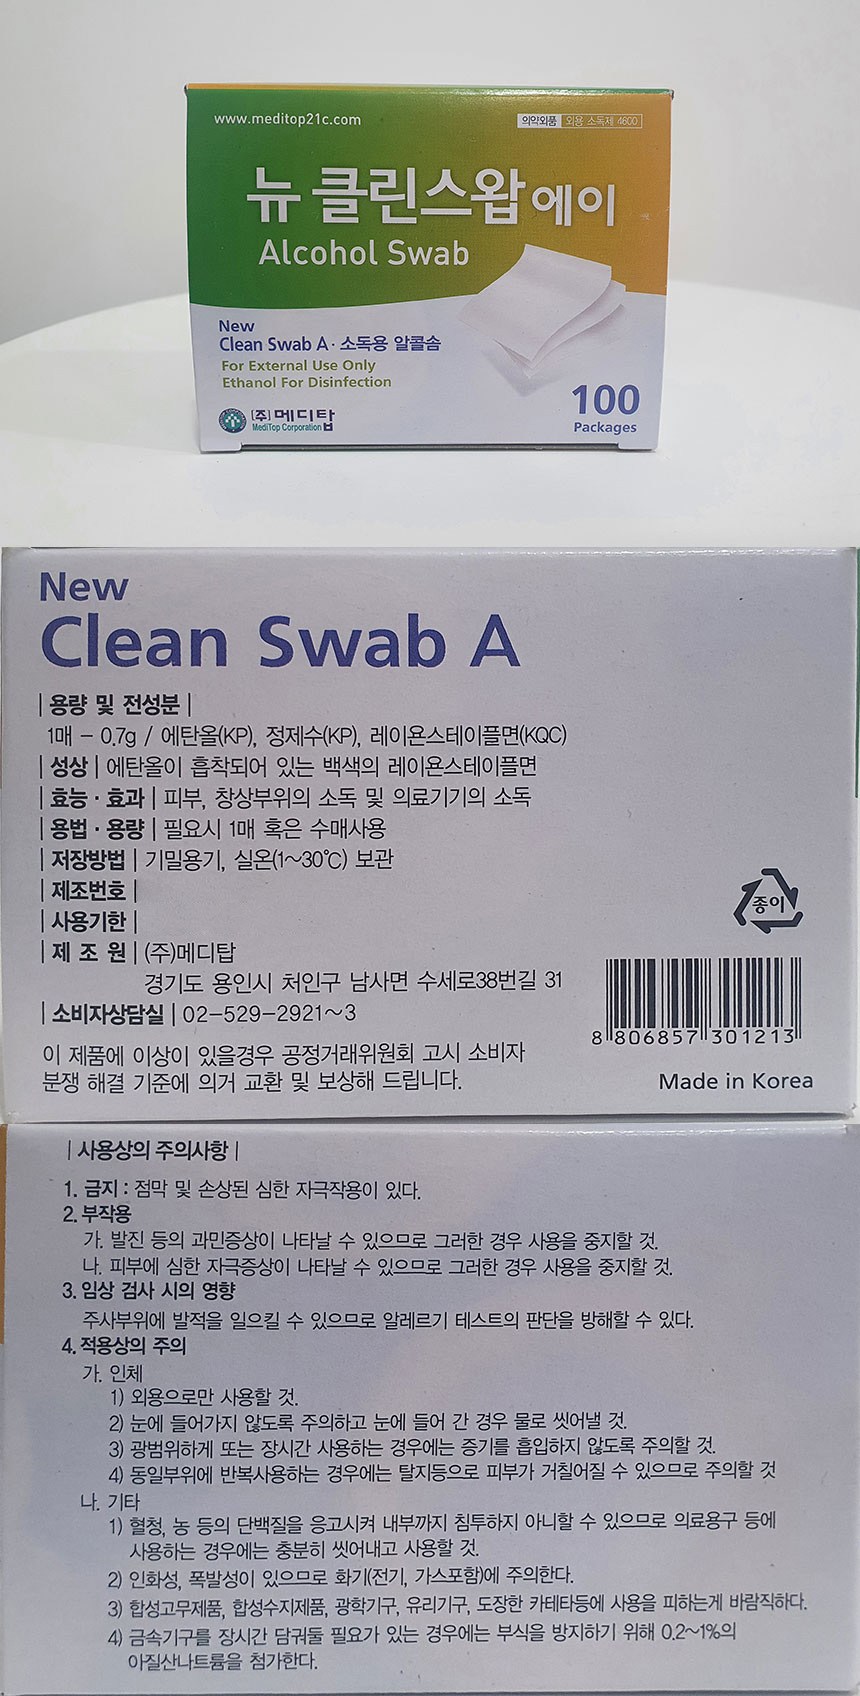 www.meditop21c.com
의약외품 외용 소독제 4600
뉴 클린스왑 에이
Alcohol Swab
New
Clean Swab A · 소독용 알콜솜
For External Use Only
Ethanol For Disinfection
(주)메디탑
MediTop Corporation
100
Packages
New
Clean Swab A
| 용량 및 전성분 |
1매 - 0.7g / 에탄올(KP), 정제수(KP), 레이욘스테이플면(KQC)
| 성상 | 에탄올이 흡착되어 있는 백색의 레이욘스테이플면
| 효능 · 효과 | 피부, 창상부위의 소독 및 의료기기의 소독
| 용법 · 용량 | 필요시 1매 혹은 수매사용
| 저장방법 | 기밀용기, 실온(1~30℃) 보관
| 제조번호 |
| 사용기한 |
| 제 조 원 | (주)메디탑
경기도 용인시 처인구 남사면 수세로38번길 31
| 소비자상담실 | 02-529-2921~3
이 제품에 이상이 있을경우 공정거래위원회 고시 소비자
분쟁 해결 기준에 의거 교환 및 보상해 드립니다.
종이
8 806857 301213
Made in Korea
| 사용상의 주의사항 |
1. 금지 : 점막 및 손상된 심한 자극작용이 있다.
2. 부작용
가. 발진 등의 과민증상이 나타날 수 있으므로 그러한 경우 사용을 중지할 것.
나. 피부에 심한 자극증상이 나타날 수 있으므로 그러한 경우 사용을 중지할 것.
3. 임상 검사 시의 영향
주사부위에 발적을 일으킬 수 있으므로 알레르기 테스트의 판단을 방해할 수 있다.
4. 적용상의 주의
가. 인체
1) 외용으로만 사용할 것.
2) 눈에 들어가지 않도록 주의하고 눈에 들어 간 경우 물로 씻어낼 것.
3) 광범위하게 또는 장시간 사용하는 경우에는 증기를 흡입하지 않도록 주의할 것.
4) 동일부위에 반복사용하는 경우에는 탈지등으로 피부가 거칠어질 수 있으므로 주의할 것
나. 기타
1) 혈청, 농 등의 단백질을 응고시켜 내부까지 침투하지 아니할 수 있으므로 의료용구 등에
사용하는 경우에는 충분히 씻어내고 사용할 것.
2) 인화성, 폭발성이 있으므로 화기(전기, 가스포함)에 주의한다.
3) 합성고무제품, 합성수지제품, 광학기구, 유리기구, 도장한 카테타등에 사용을 피하는게 바람직하다.
4) 금속기구를 장시간 담궈둘 필요가 있는 경우에는 부식을 방지하기 위해 0.2~1%의
아질산나트륨을 첨가한다.